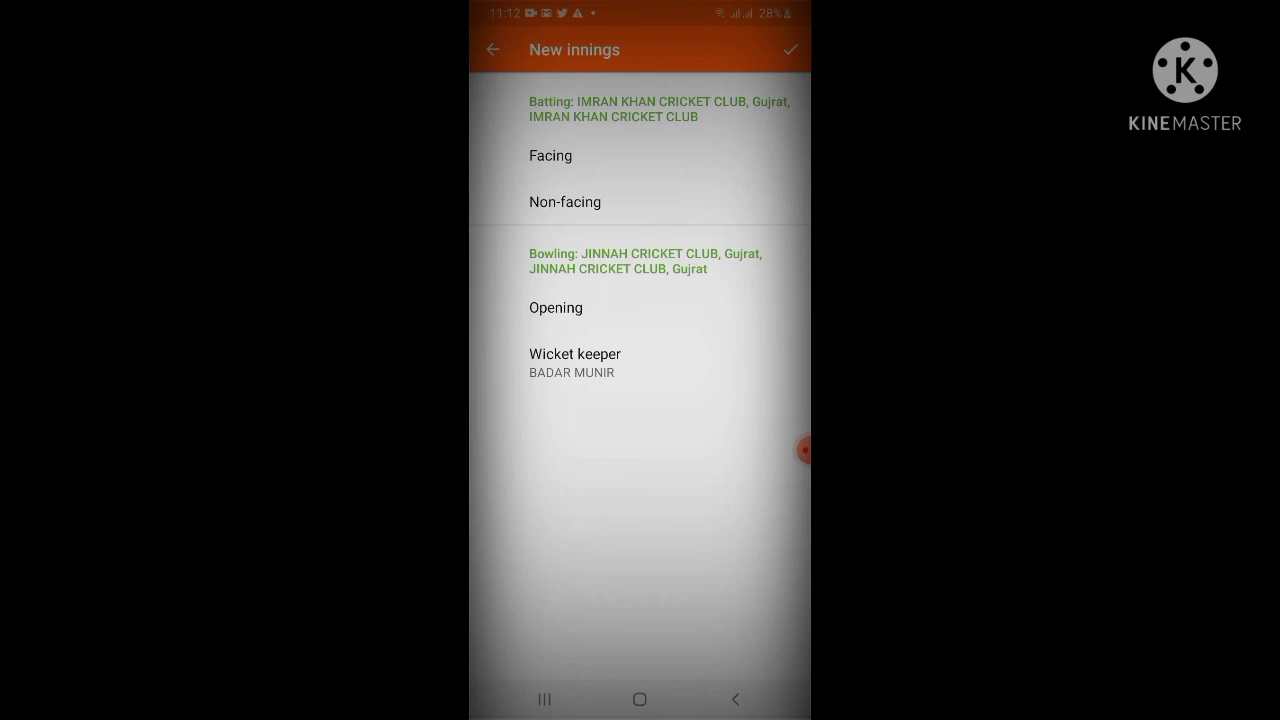 11:12
28%
New innings
Batting: IMRAN KHAN CRICKET CLUB, Gujrat,
IMRAN KHAN CRICKET CLUB
Facing
Non-facing
Bowling: JINNAH CRICKET CLUB, Gujrat,
JINNAH CRICKET CLUB, Gujrat
Opening
Wicket keeper
BADAR MUNIR
K
KINEMASTER